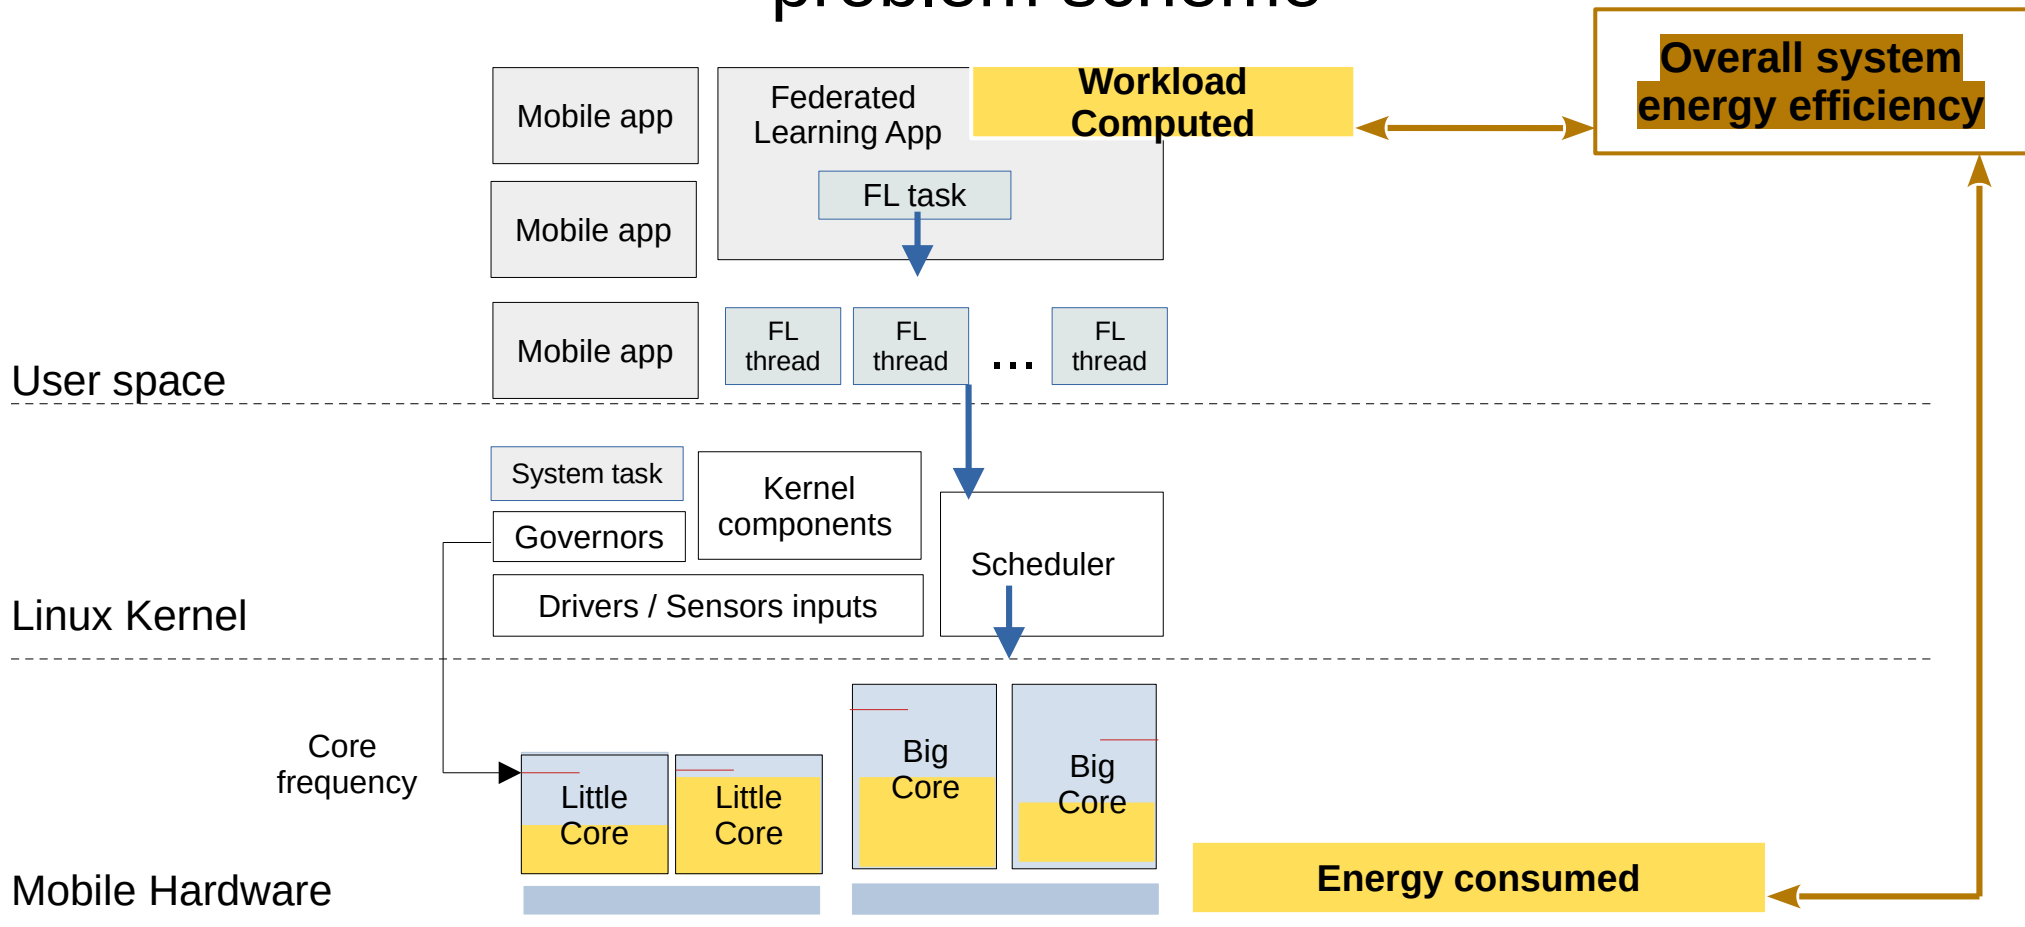 problem scheme
Overall system
energy efficiency
Workload
Computed
Mobile app
Federated
Learning App
FL task
Mobile app
Mobile app
FL
thread
FL
thread
...
FL
thread
User space
System task
Kernel
components
Governors
Scheduler
Drivers / Sensors inputs
Linux Kernel
Core
frequency
Little
Core
Little
Core
Big
Core
Big
Core
Energy consumed
Mobile Hardware